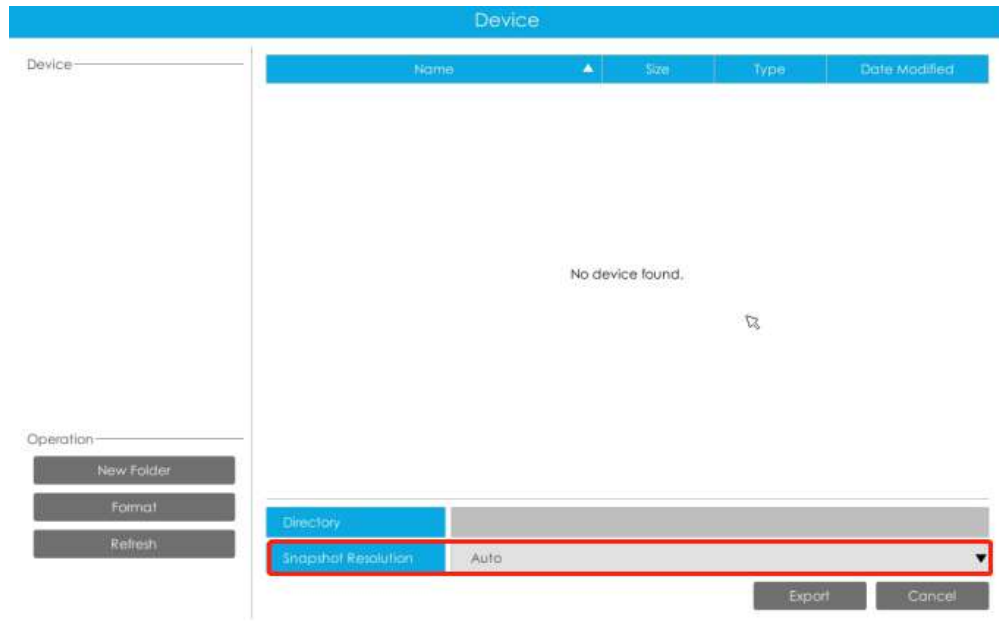 Device
Device
Name Size Type Date Modified
No device found.
Operation
New Folder
Format
Refresh
Directory
Snapshot Resolution Auto
Export Cancel